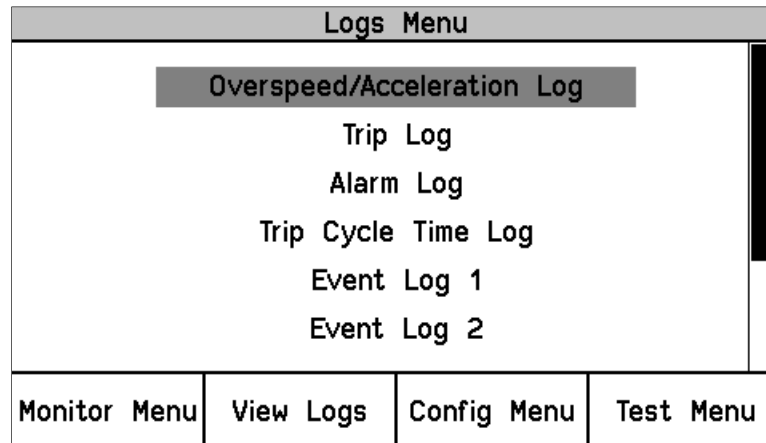 Logs Menu
Overspeed/Acceleration Log
Trip Log
Alarm Log
Trip Cycle Time Log
Event Log 1
Event Log 2
Monitor Menu View Logs Config Menu Test Menu